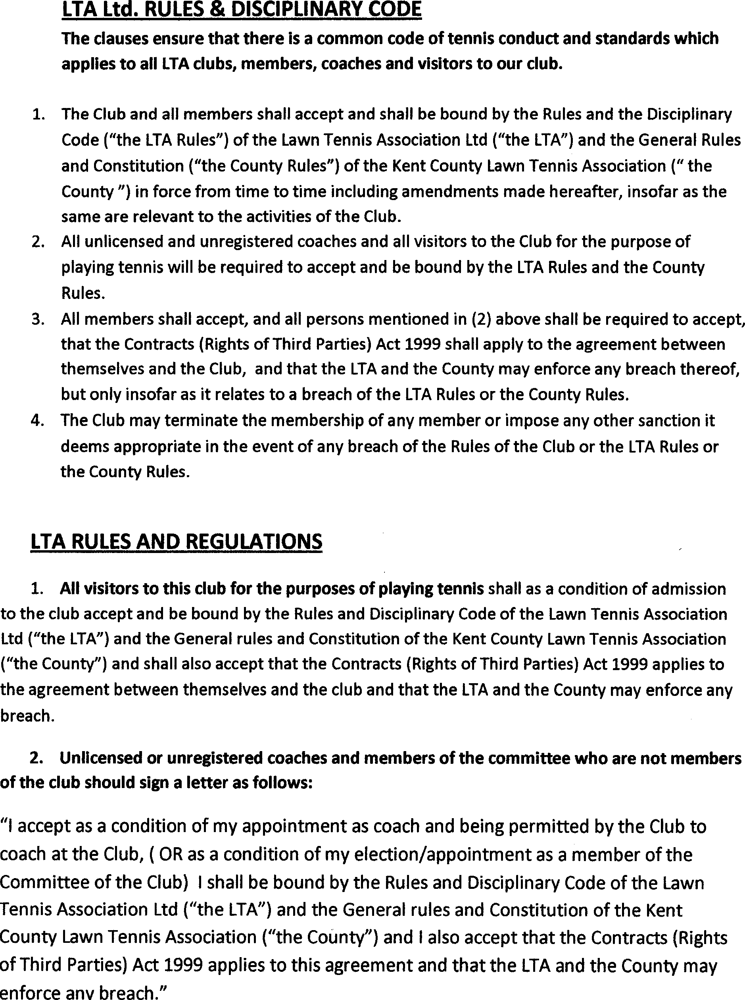 LTA Ltd. RULES & DISCIPLINARY CODE
The clauses ensure that there is a common code of tennis conduct and standards which
applies to all LTA clubs, members, coaches and visitors to our club.
1. The Club and all members shall accept and shall be bound by the Rules and the Disciplinary
Code ("the LTA Rules") of the Lawn Tennis Association Ltd ("the LTA") and the General Rules
and Constitution ("the County Rules") of the Kent County Lawn Tennis Association (" the
County ") in force from time to time including amendments made hereafter, insofar as the
same are relevant to the activities of the Club.
2. All unlicensed and unregistered coaches and all visitors to the Club for the purpose of
playing tennis will be required to accept and be bound by the LTA Rules and the County
Rules.
3. All members shall accept, and all persons mentioned in (2) above shall be required to accept,
that the Contracts (Rights of Third Parties) Act 1999 shall apply to the agreement between
themselves and the Club, and that the LTA and the County may enforce any breach thereof,
but only insofar as it relates to a breach of the LTA Rules or the County Rules.
4. The Club may terminate the membership of any member or impose any other sanction it
deems appropriate in the event of any breach of the Rules of the Club or the LTA Rules or
the County Rules.
LTA RULES AND REGULATIONS
1. All visitors to this club for the purposes of playing tennis shall as a condition of admission
to the club accept and be bound by the Rules and Disciplinary Code of the Lawn Tennis Association
Ltd ("the LTA") and the General rules and Constitution of the Kent County Lawn Tennis Association
("the County") and shall also accept that the Contracts (Rights of Third Parties) Act 1999 applies to
the agreement between themselves and the club and that the LTA and the County may enforce any
breach.
2. Unlicensed or unregistered coaches and members of the committee who are not members
of the club should sign a letter as follows:
"I accept as a condition of my appointment as coach and being permitted by the Club to
coach at the Club, ( OR as a condition of my election/appointment as a member of the
Committee of the Club) I shall be bound by the Rules and Disciplinary Code of the Lawn
Tennis Association Ltd ("the LTA") and the General rules and Constitution of the Kent
County Lawn Tennis Association ("the County") and I also accept that the Contracts (Rights
of Third Parties) Act 1999 applies to this agreement and that the LTA and the County may
enforce any breach."